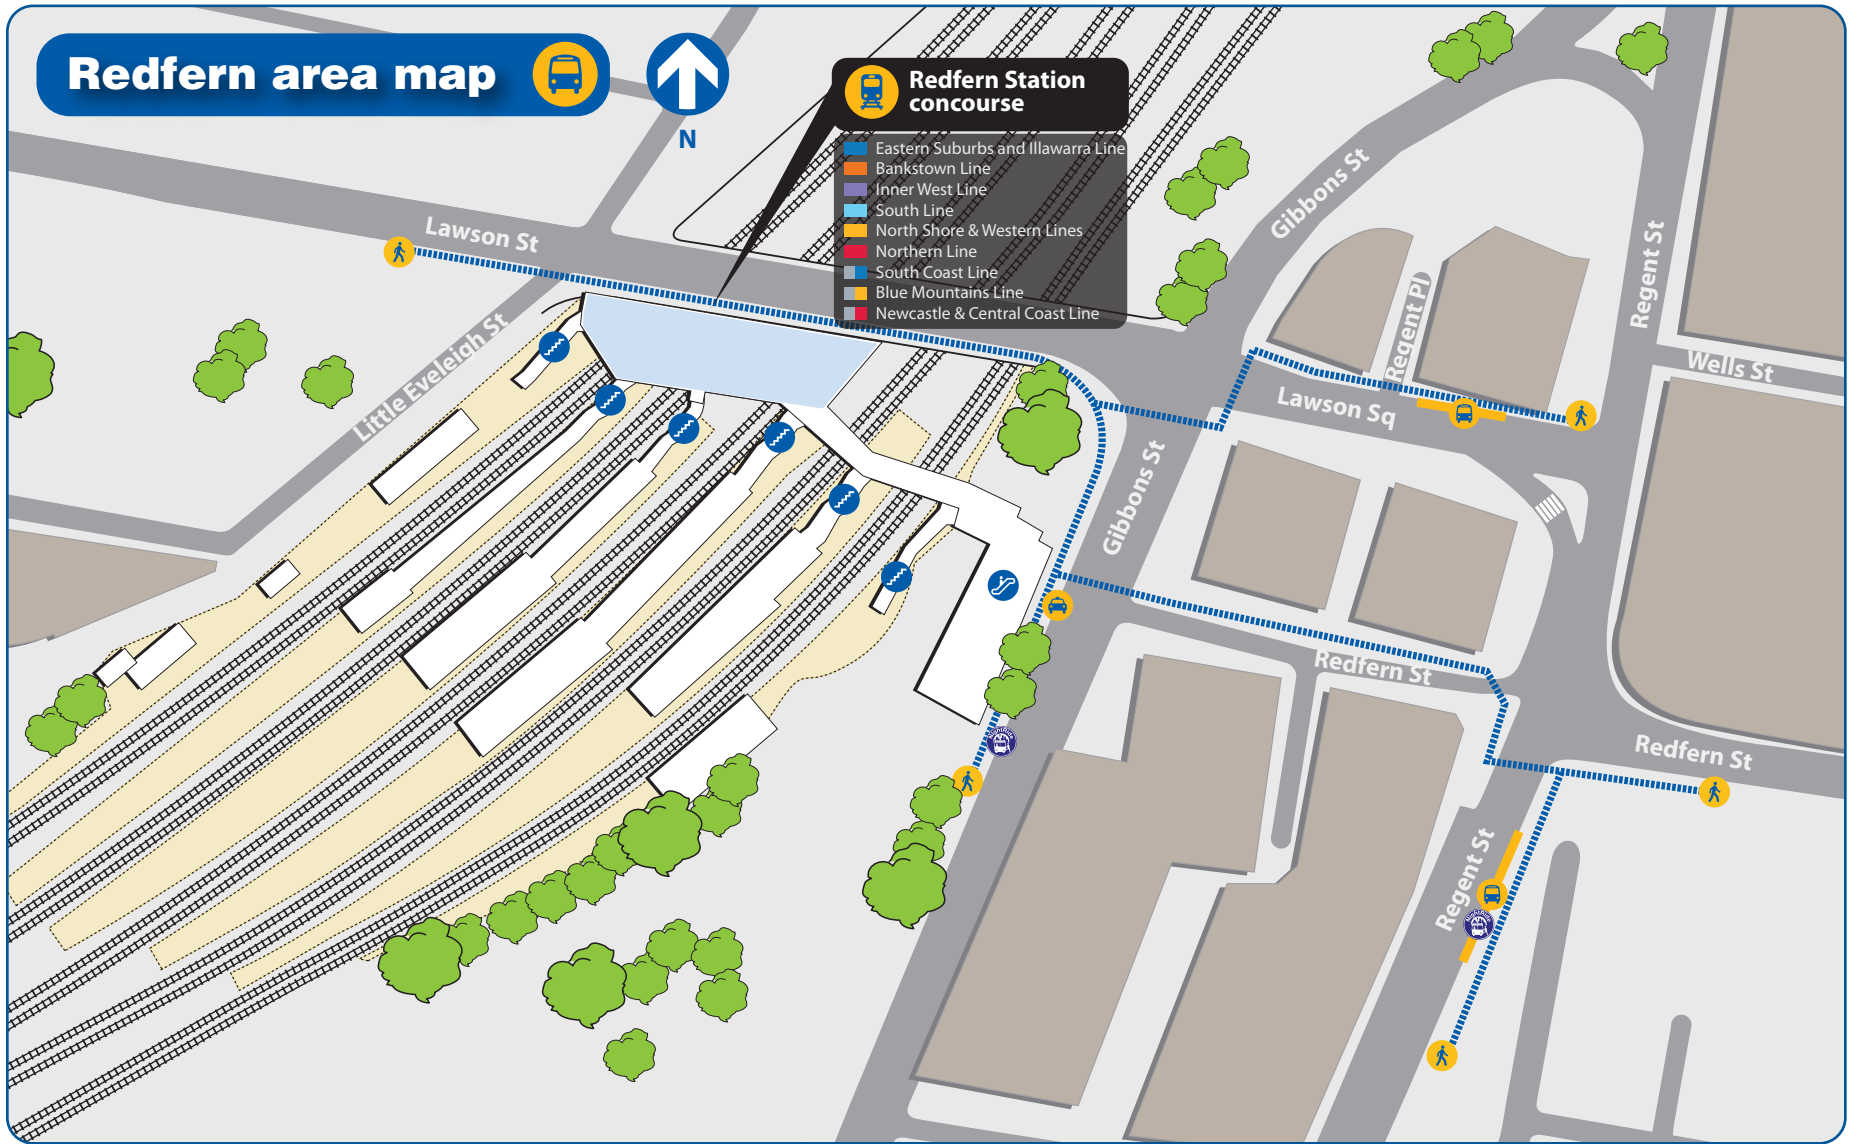 Redfern area map
N
Redfern Station
concourse
Eastern Suburbs and Illawarra Line
Bankstown Line
Inner West Line
South Line
North Shore & Western Lines
Northern Line
South Coast Line
Blue Mountains Line
Newcastle & Central Coast Line
Lawson St
Little Eveleigh St
Gibbons St
Regent St
Regent Pl
Wells St
Lawson Sq
Gibbons St
Redfern St
Redfern St
Regent St
NightRide
NightRide